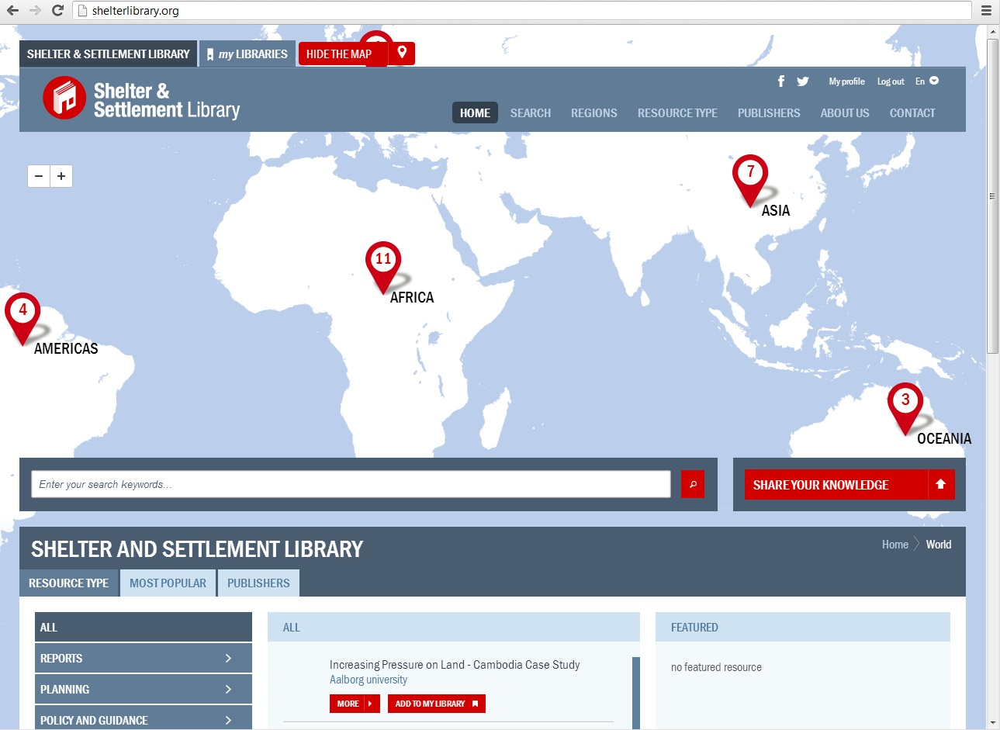 shelterlibrary.org
SHELTER & SETTLEMENT LIBRARY
my LIBRARIES
HIDE THE MAP
Shelter &
Settlement Library
My profile
Log out
En
HOME
SEARCH
REGIONS
RESOURCE TYPE
PUBLISHERS
ABOUT US
CONTACT
7
ASIA
11
AFRICA
4
AMERICAS
3
OCEANIA
Enter your search keywords...
SHARE YOUR KNOWLEDGE
SHELTER AND SETTLEMENT LIBRARY
Home
World
RESOURCE TYPE
MOST POPULAR
PUBLISHERS
ALL
REPORTS
PLANNING
POLICY AND GUIDANCE
ALL
Increasing Pressure on Land - Cambodia Case Study
Aalborg university
MORE
ADD TO MY LIBRARY
FEATURED
no featured resource